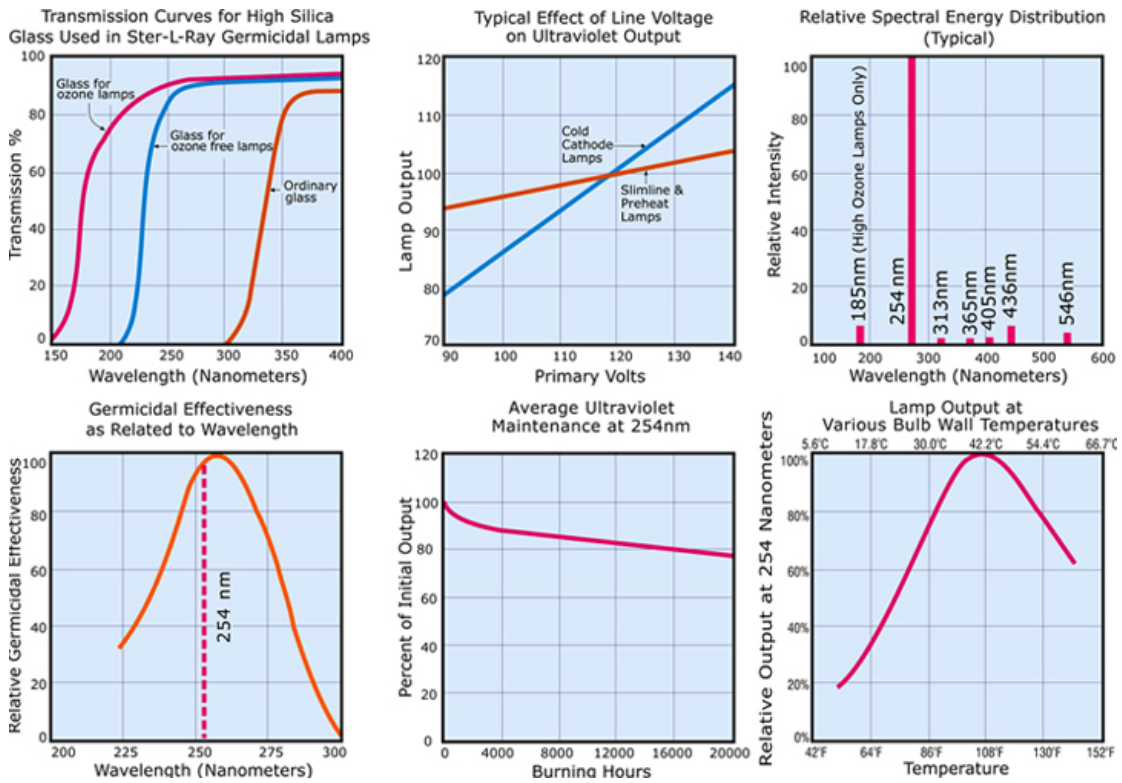 Transmission Curves for High Silica
Glass Used in Ster-L-Ray Germicidal Lamps
Transmission %
100
80
60
40
20
0
Glass for
ozone lamps
Glass for
ozone free lamps
Ordinary
glass
150
200
250
300
350
400
Wavelength (Nanometers)
Typical Effect of Line Voltage
on Ultraviolet Output
Lamp Output
120
110
100
90
80
70
Cold
Cathode
Lamps
Slimline &
Preheat
Lamps
90
100
110
120
130
140
Primary Volts
Relative Spectral Energy Distribution
(Typical)
Relative Intensity
100
80
60
40
20
0
185nm (High Ozone Lamps Only)
254nm
313nm
365nm
405nm
436nm
546nm
100
200
300
400
500
600
Wavelength (Nanometers)
Germicidal Effectiveness
as Related to Wavelength
Relative Germicidal Effectiveness
100
80
60
40
20
0
254 nm
200
225
250
275
300
Wavelength (Nanometers)
Average Ultraviolet
Maintenance at 254nm
Percent of Initial Output
120
100
80
60
40
20
0
0
4000
8000
12000
16000
20000
Burning Hours
Lamp Output at
Various Bulb Wall Temperatures
5.6°C
17.8°C
30.0°C
42.2°C
54.4°C
66.7°C
Relative Output at 254 Nanometers
100%
80%
60%
40%
20%
0%
42°F
64°F
86°F
108°F
130°F
152°F
Temperature